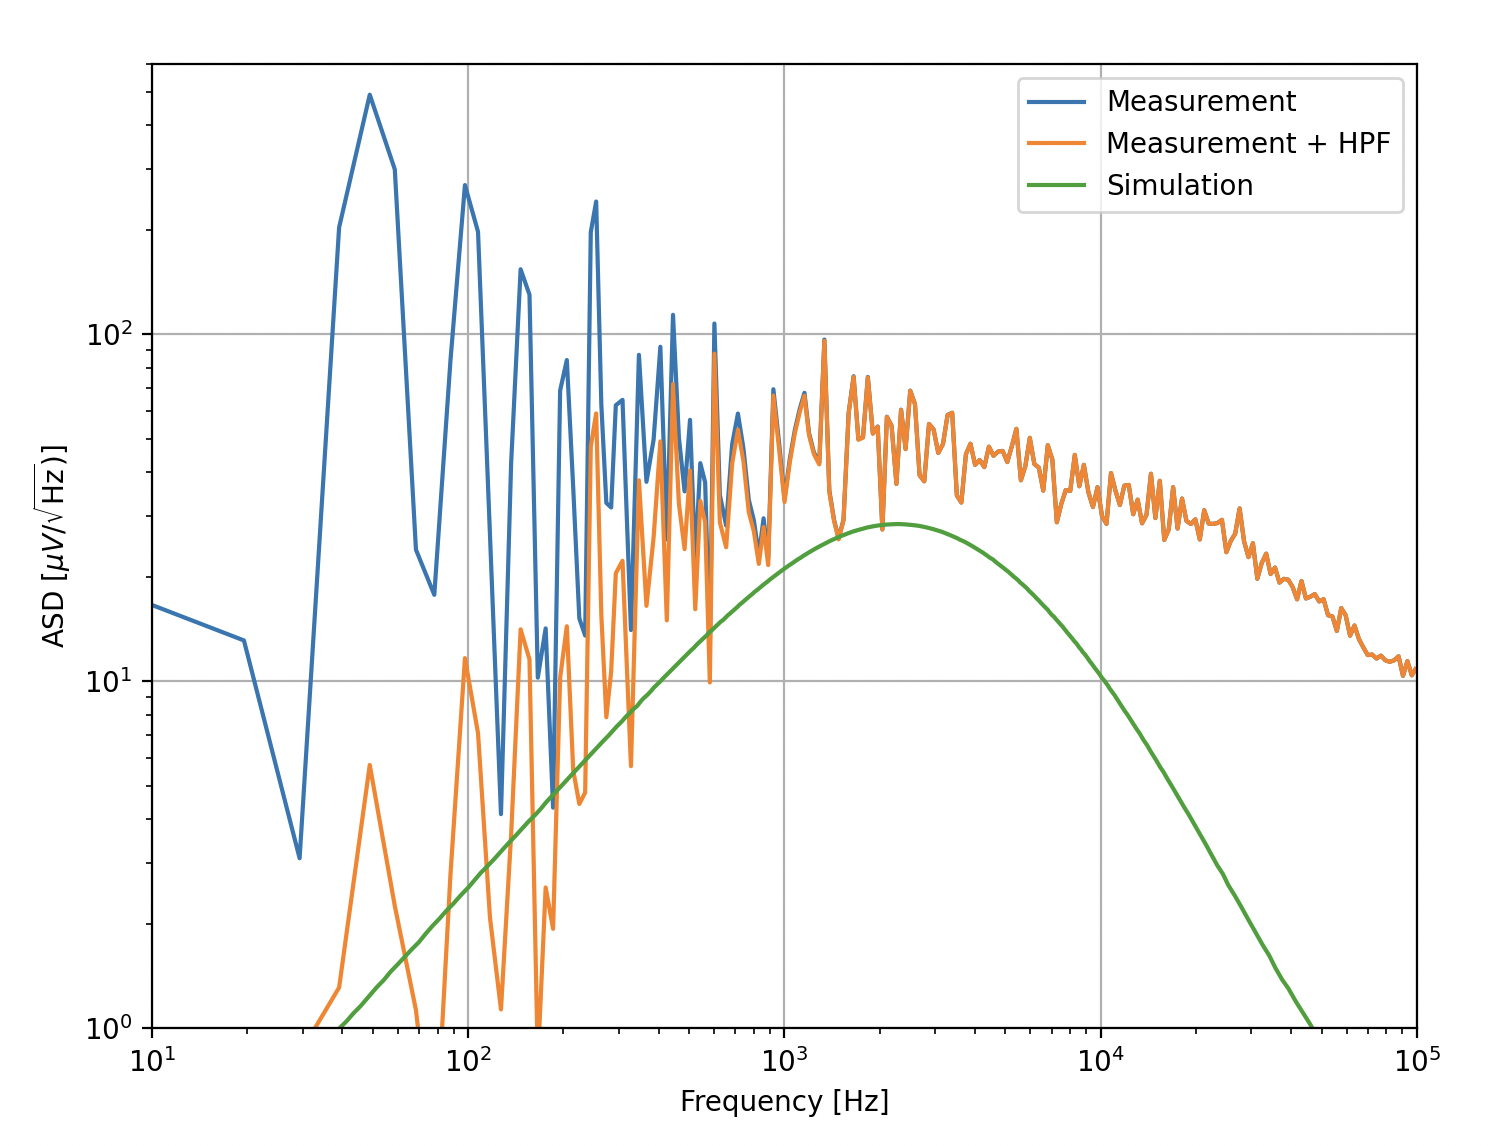 Measurement
Measurement + HPF
Simulation
10²
10¹
10⁰
ASD [μV/√Hz)]
10¹ 10² 10³ 10⁴ 10⁵
Frequency [Hz]